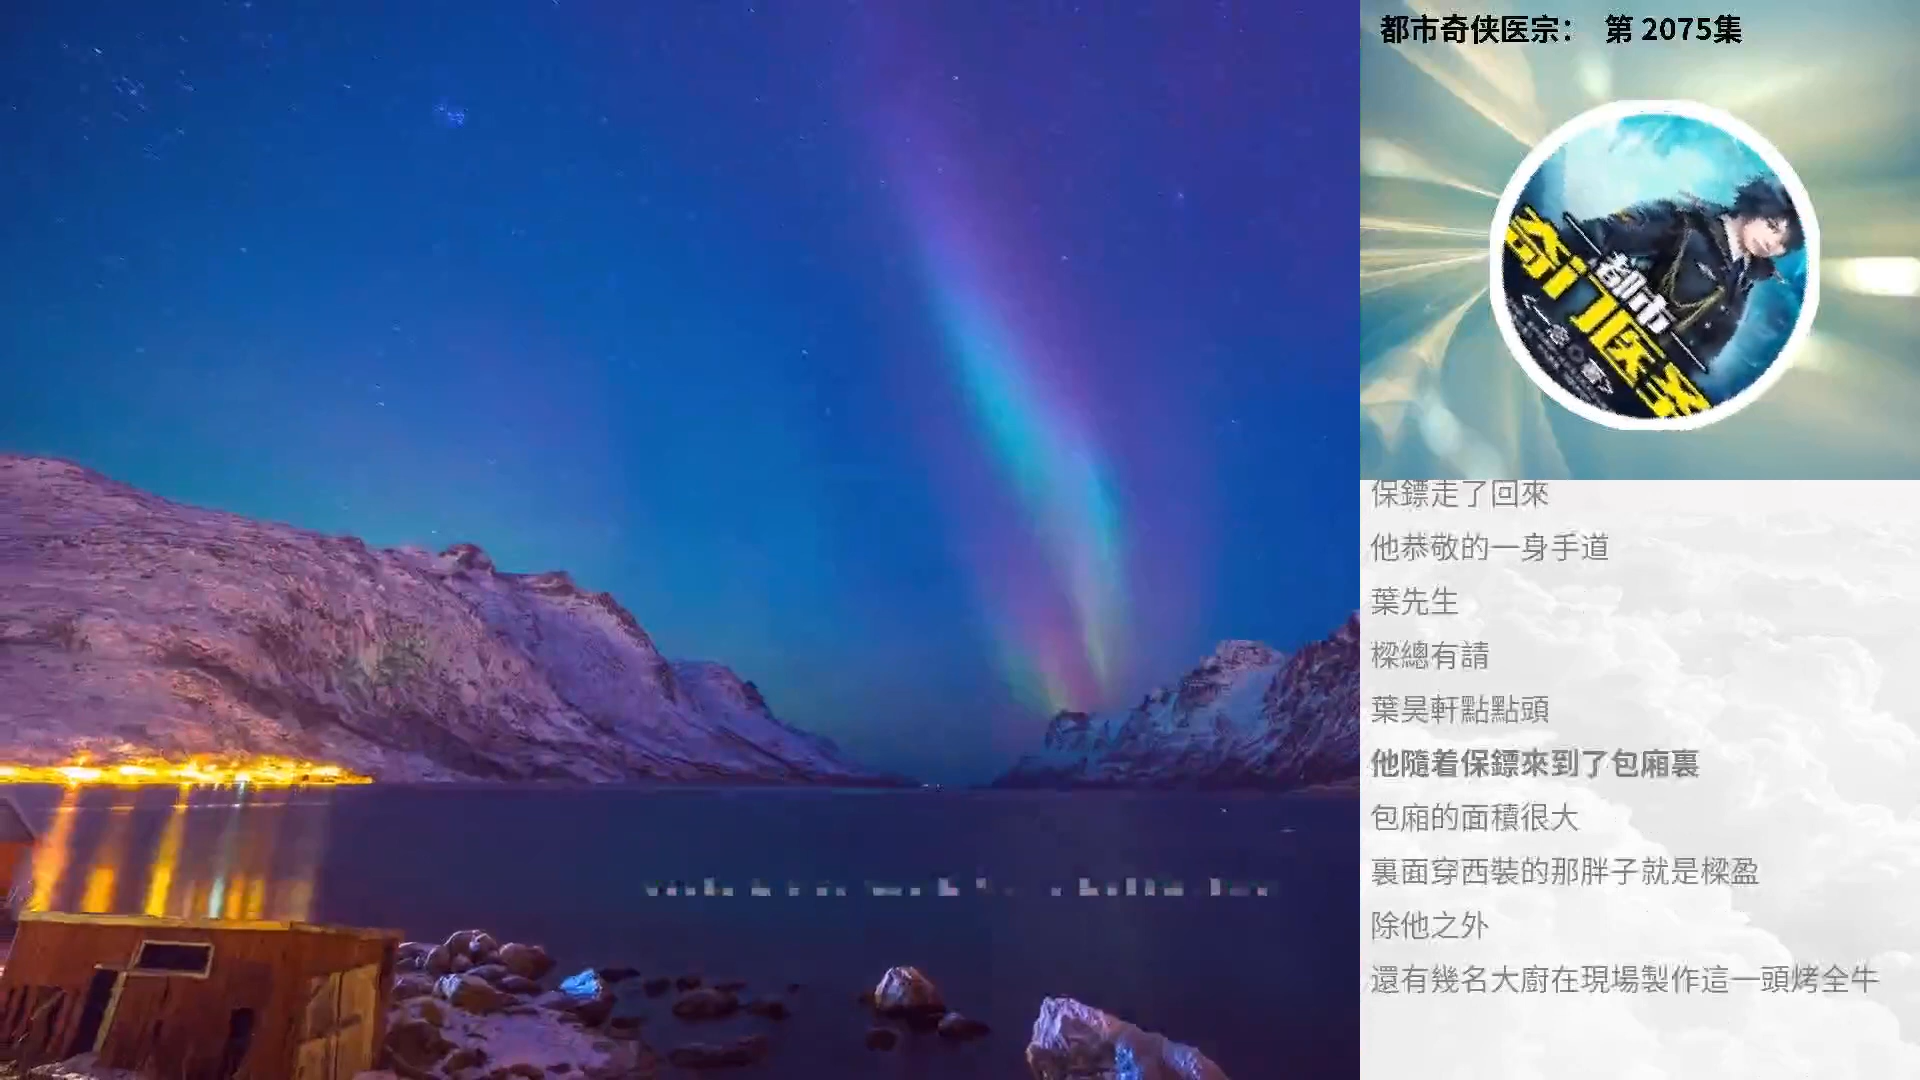 都市奇侠医宗： 第 2075集
都市
奇门医圣
保鏢走了回來
他恭敬的一身手道
葉先生
樑總有請
葉昊軒點點頭
他隨着保鏢來到了包廂裏
包廂的面積很大
裏面穿西裝的那胖子就是樑盈
除他之外
還有幾名大廚在現場製作這一頭烤全牛